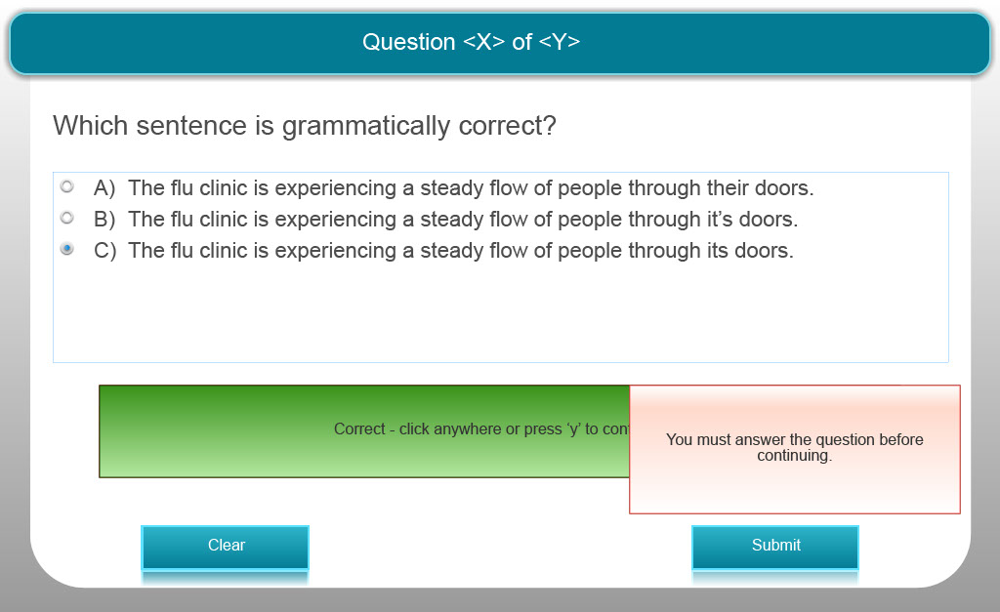 Question <X> of <Y>
Which sentence is grammatically correct?
A) The flu clinic is experiencing a steady flow of people through their doors.
B) The flu clinic is experiencing a steady flow of people through it’s doors.
C) The flu clinic is experiencing a steady flow of people through its doors.
Correct - click anywhere or press ‘y’ to
You must answer the question before
continuing.
Clear
Submit